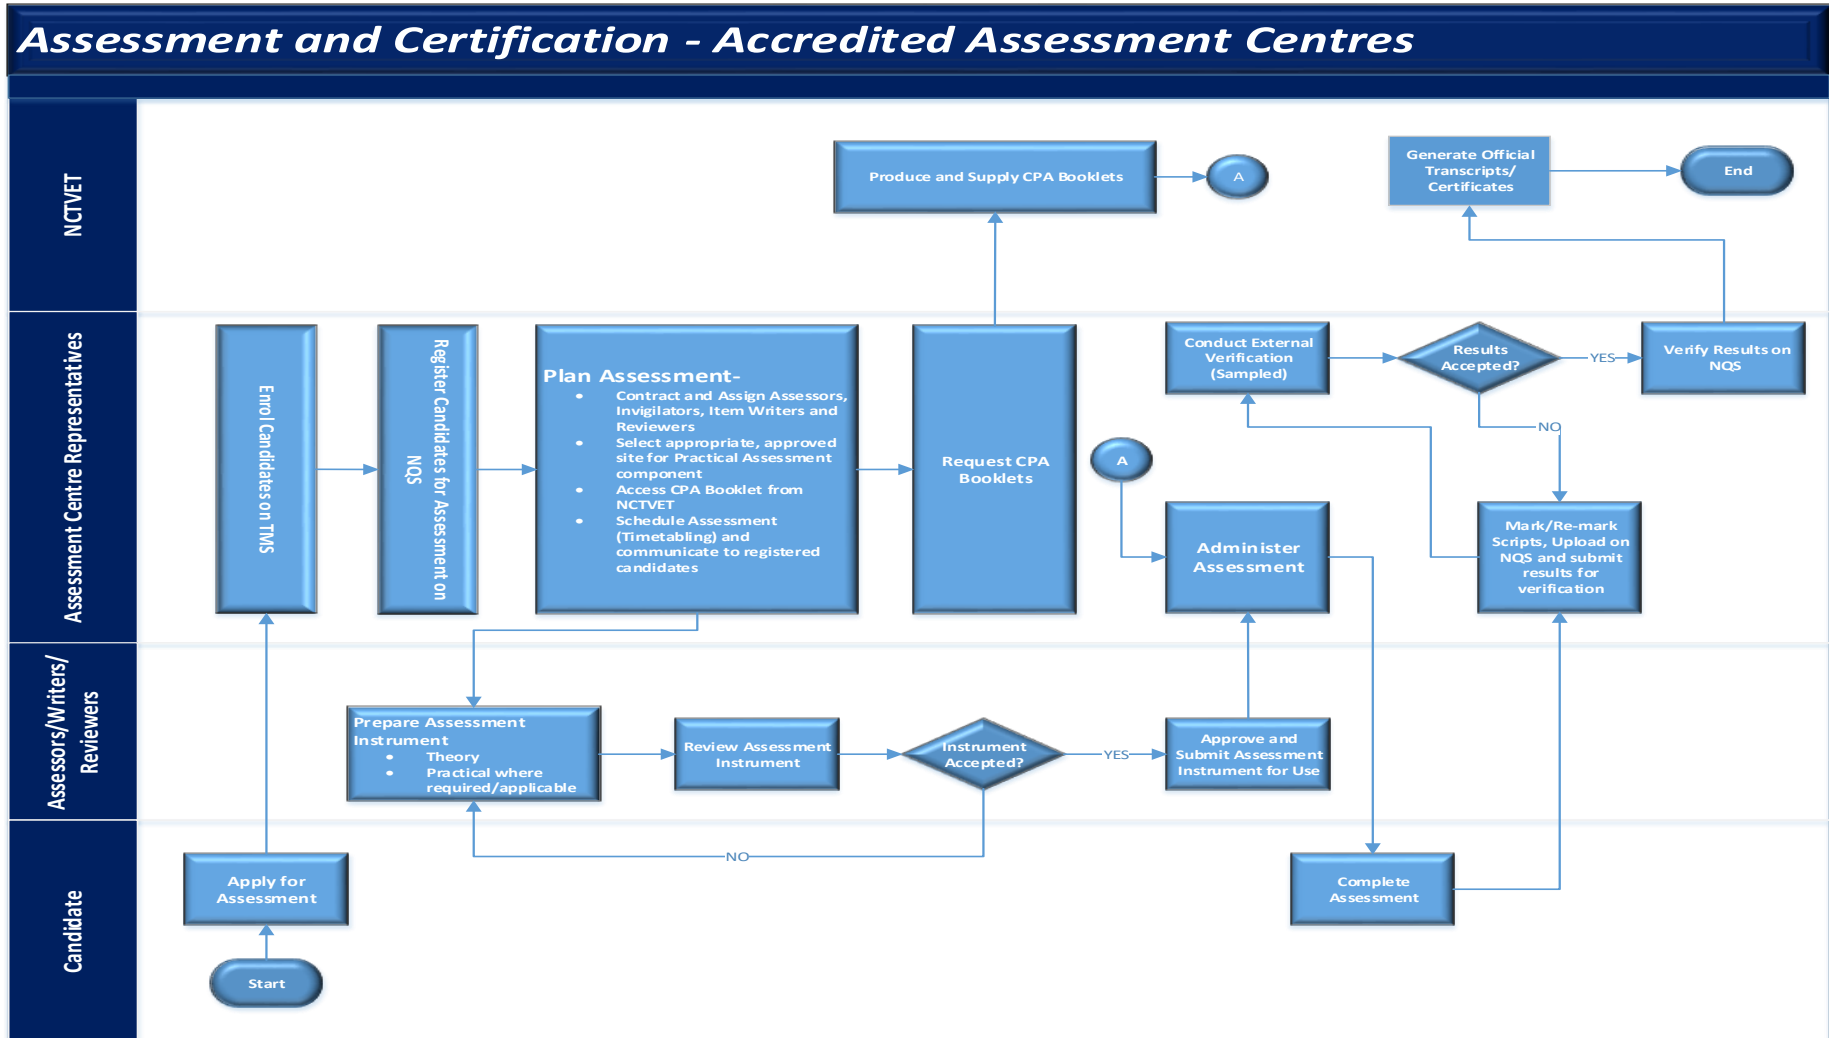 Assessment and Certification - Accredited Assessment Centres
NCTVET
Produce and Supply CPA Booklets
A
Generate Official
Transcripts/
Certificates
End
Assessment Centre Representatives
Enrol Candidates on TMS
Register Candidates for Assessment on
NQS
Plan Assessment-
• Contract and Assign Assessors,
Invigilators, Item Writers and
Reviewers
• Select appropriate, approved
site for Practical Assessment
component
• Access CPA Booklet from
NCTVET
• Schedule Assessment
(Timetabling) and
communicate to registered
candidates
Request CPA
Booklets
A
Conduct External
Verification
(Sampled)
Results
Accepted?
YES
Verify Results on
NQS
NO
Administer
Assessment
Mark/Re-mark
Scripts, Upload on
NQS and submit
results for
verification
Assessors/Writers/
Reviewers
Prepare Assessment
Instrument
• Theory
• Practical where
required/applicable
Review Assessment
Instrument
Instrument
Accepted?
YES
Approve and
Submit Assessment
Instrument for Use
NO
Candidate
Apply for
Assessment
Start
Complete
Assessment